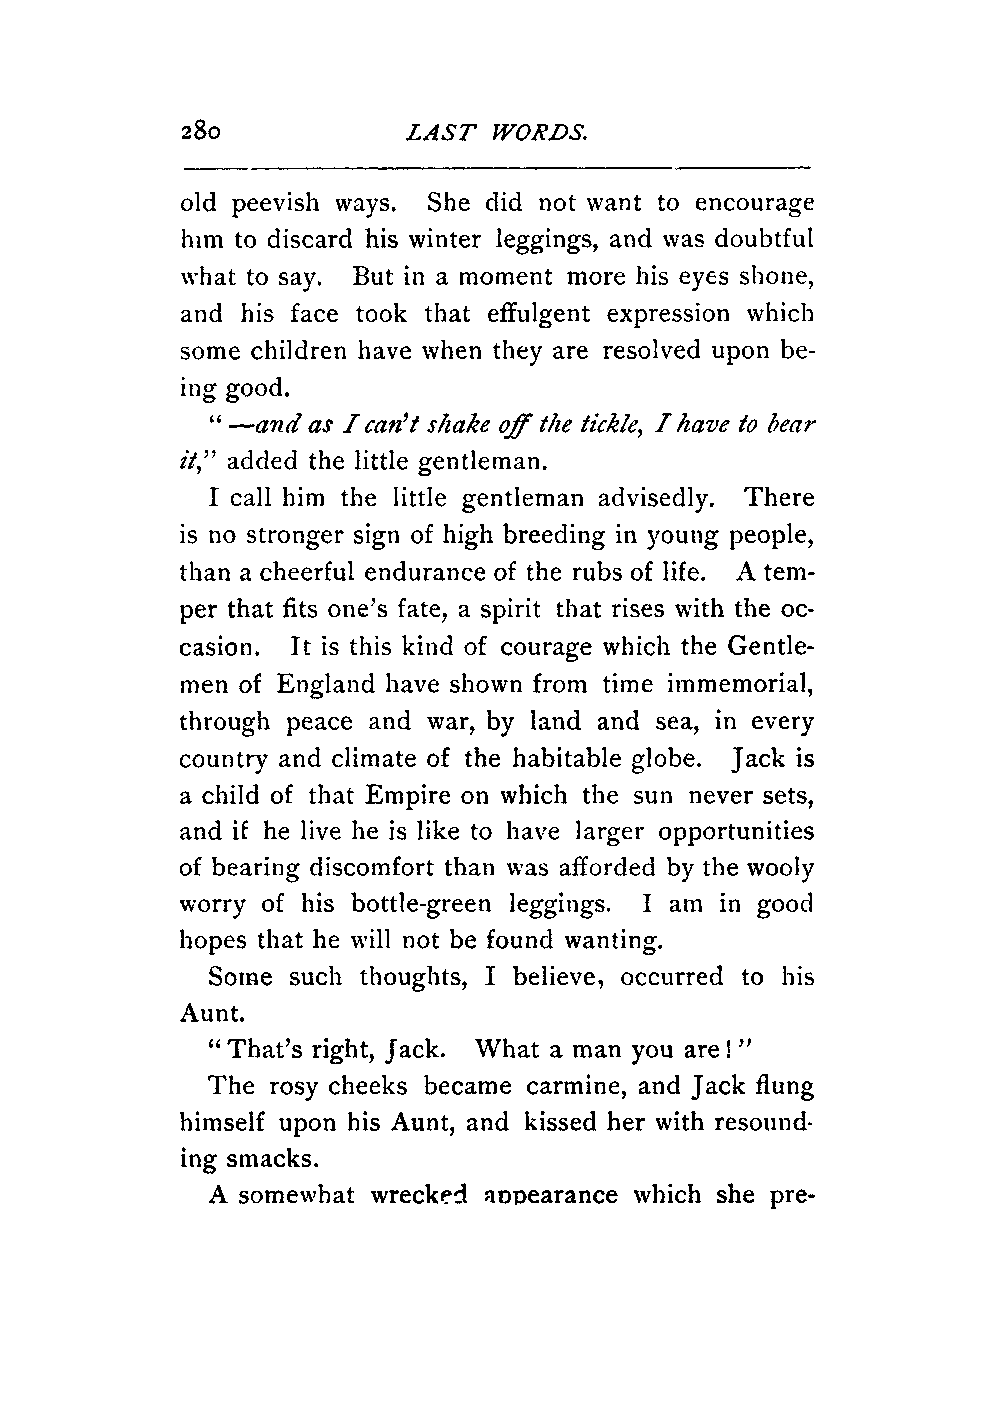 280 LAST WORDS.
old peevish ways. She did not want to encourage
him to discard his winter leggings, and was doubtful
what to say. But in a moment more his eyes shone,
and his face took that effulgent expression which
some children have when they are resolved upon be-
ing good.
“—and as I can't shake off the tickle, I have to bear
it,” added the little gentleman.
I call him the little gentleman advisedly. There
is no stronger sign of high breeding in young people,
than a cheerful endurance of the rubs of life. A tem-
per that fits one's fate, a spirit that rises with the oc-
casion. It is this kind of courage which the Gentle-
men of England have shown from time immemorial,
through peace and war, by land and sea, in every
country and climate of the habitable globe. Jack is
a child of that Empire on which the sun never sets,
and if he live he is like to have larger opportunities
of bearing discomfort than was afforded by the wooly
worry of his bottle-green leggings. I am in good
hopes that he will not be found wanting.
Some such thoughts, I believe, occurred to his
Aunt.
“That's right, Jack. What a man you are!”
The rosy cheeks became carmine, and Jack flung
himself upon his Aunt, and kissed her with resound-
ing smacks.
A somewhat wrecked appearance which she pre-